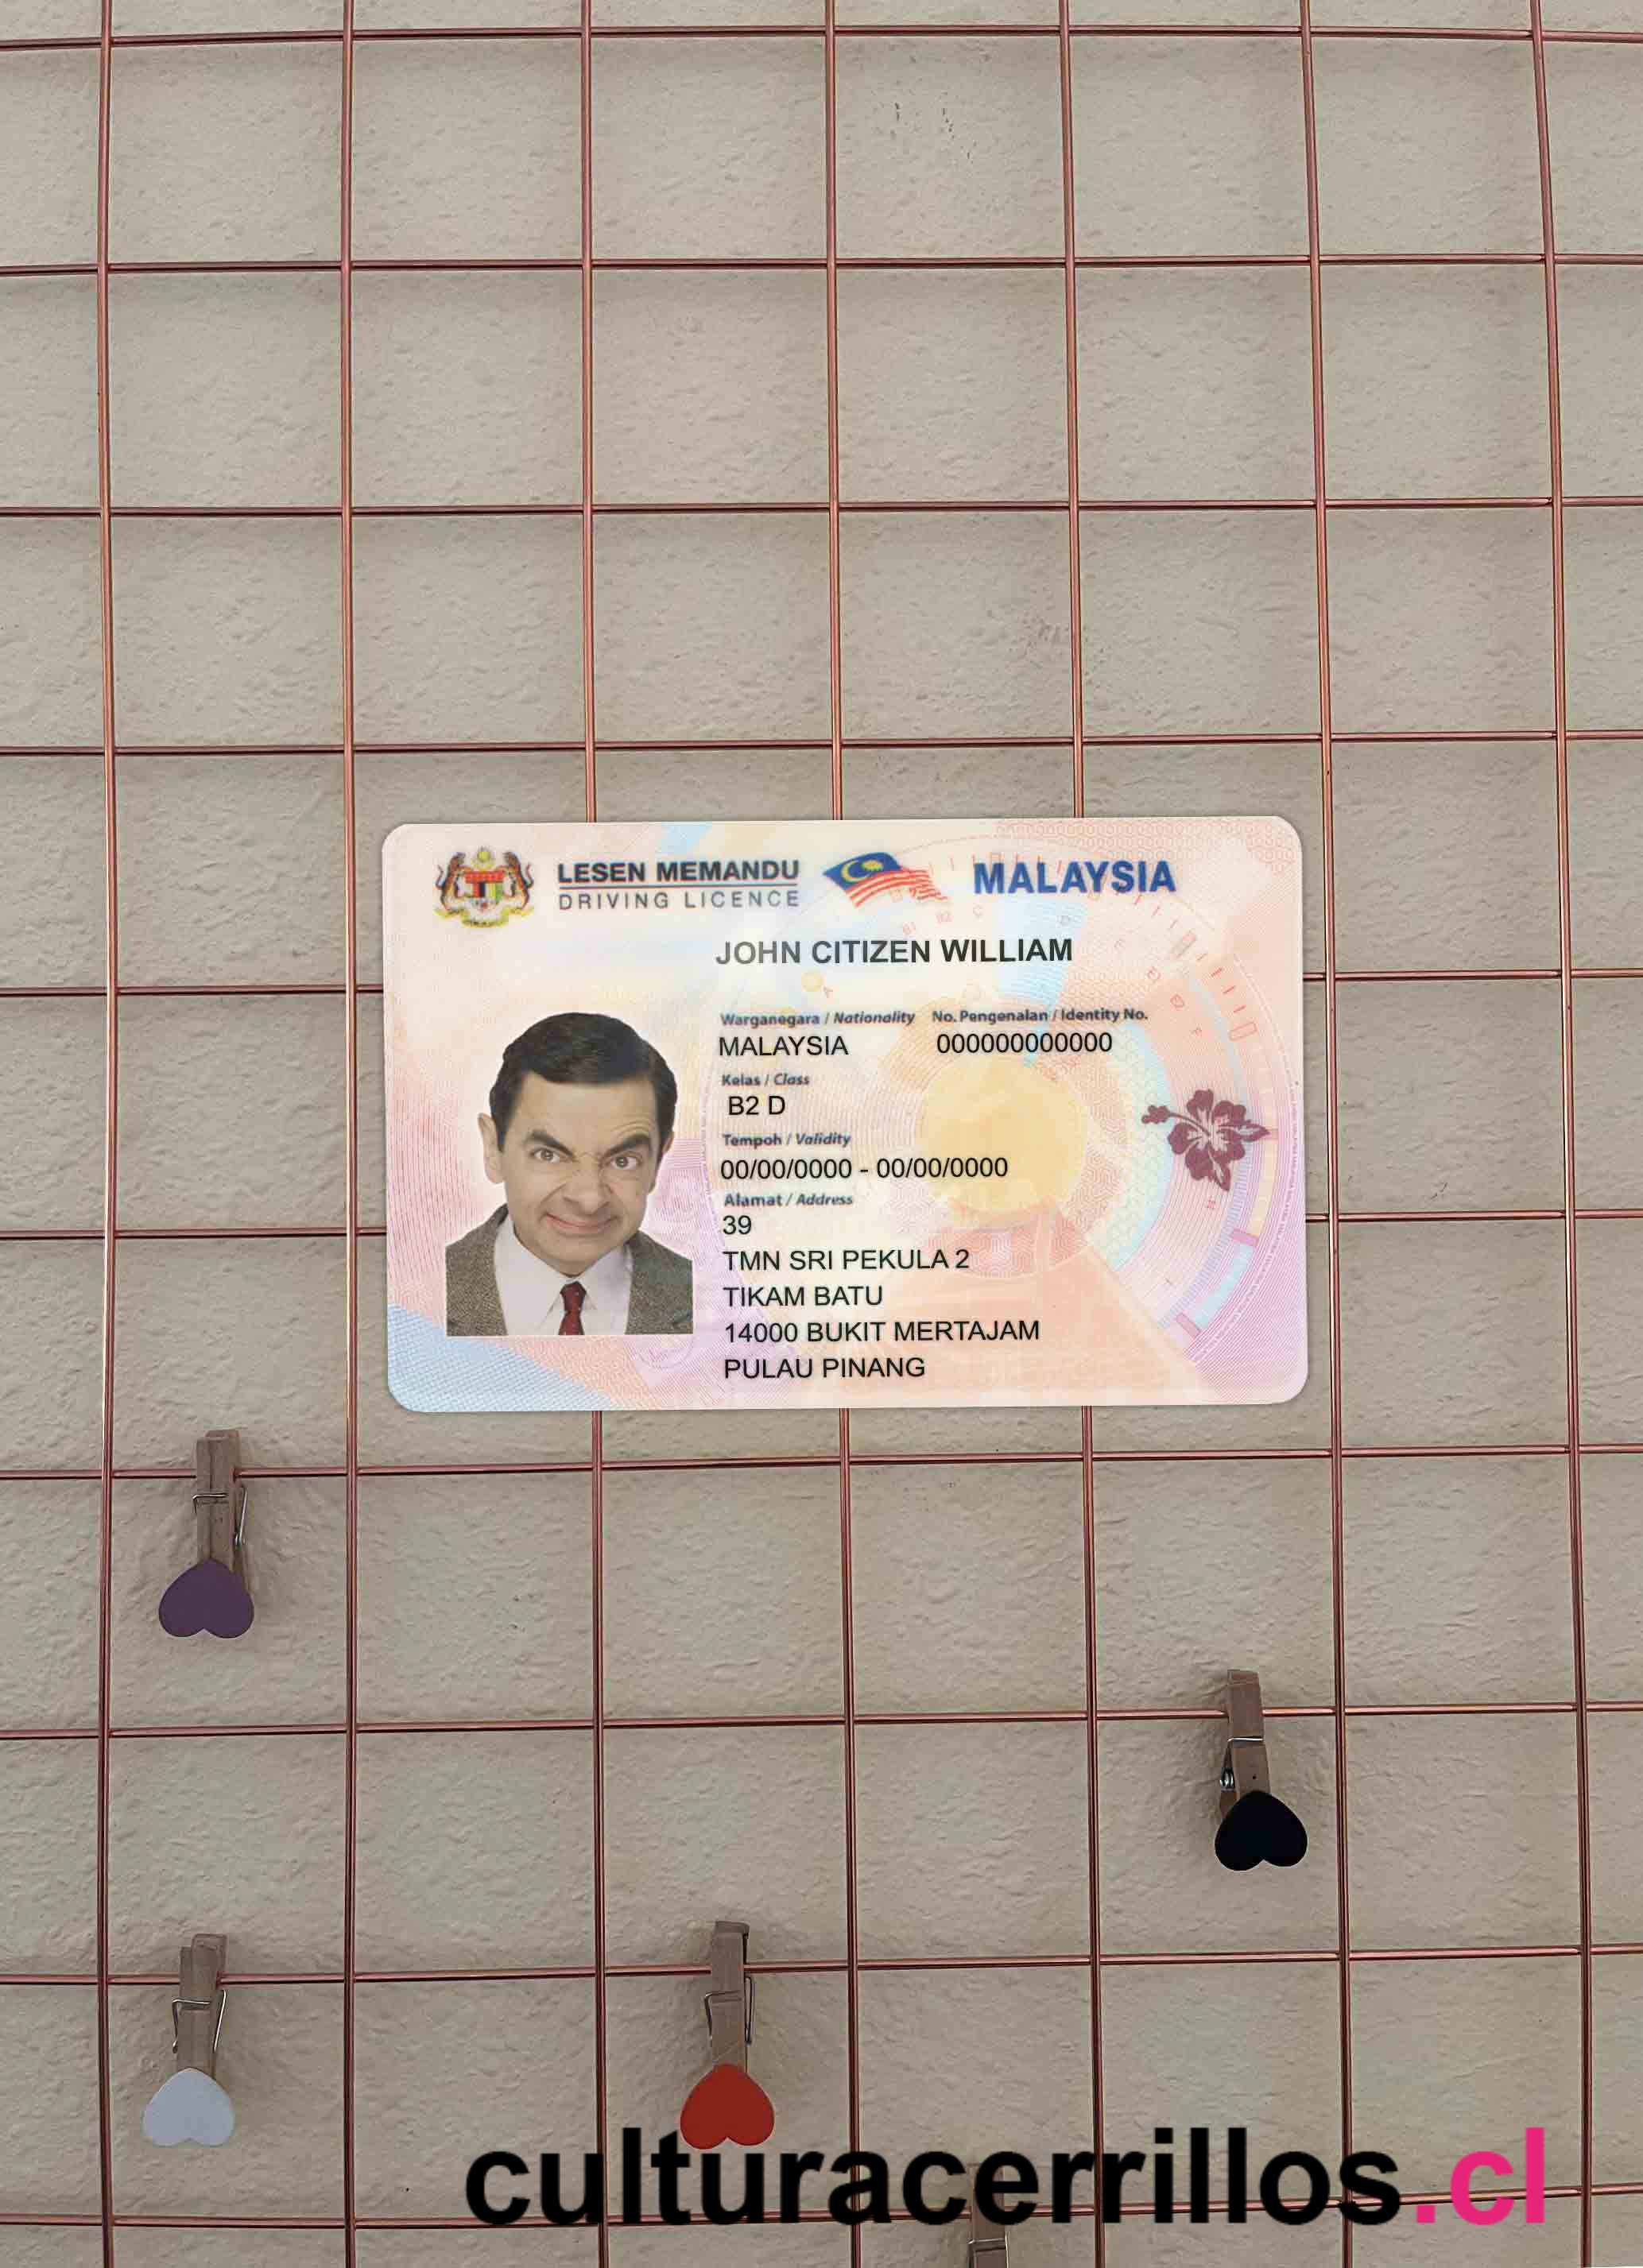 LESEN MEMANDU
DRIVING LICENCE
MALAYSIA
JOHN CITIZEN WILLIAM
Warganegara / Nationality No. Pengenalan / Identity No.
MALAYSIA 000000000000
Kelas / Class
B2 D
Tempoh / Validity
00/00/0000 - 00/00/0000
Alamat / Address
39
TMN SRI PEKULA 2
TIKAM BATU
14000 BUKIT MERTAJAM
PULAU PINANG
culturacerrillos.cl